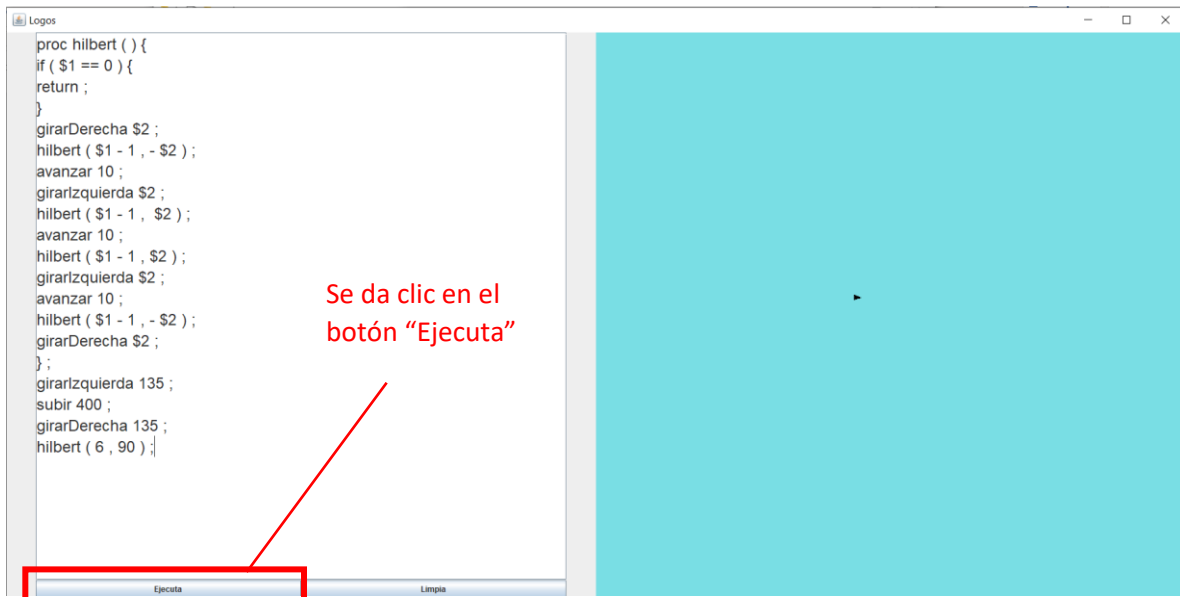 Logos
proc hilbert ( ) {
if ( $1 == 0 ) {
return ;
}
girarDerecha $2 ;
hilbert ( $1 - 1 , - $2 ) ;
avanzar 10 ;
girarIzquierda $2 ;
hilbert ( $1 - 1 ,  $2 ) ;
avanzar 10 ;
hilbert ( $1 - 1 , $2 ) ;
girarIzquierda $2 ;
avanzar 10 ;
hilbert ( $1 - 1 , - $2 ) ;
girarDerecha $2 ;
} ;
girarIzquierda 135 ;
subir 400 ;
girarDerecha 135 ;
hilbert ( 6 , 90 ) ;
Se da clic en el
botón “Ejecuta”
Ejecuta
Limpia